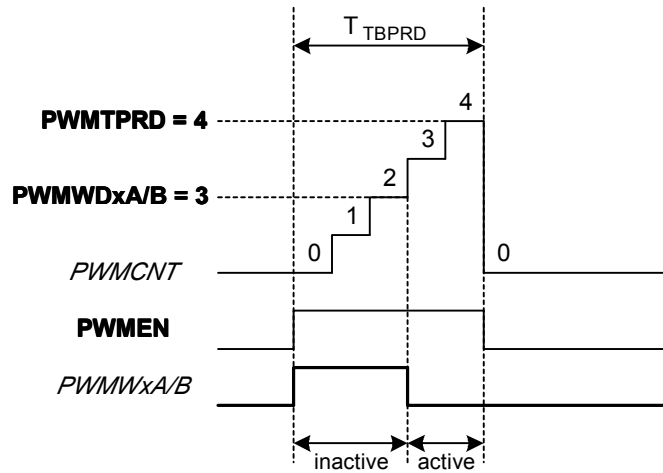 T TBPRD
4
PWMTPRD = 4
3
2
PWMWDxA/B = 3
1
0 0
PWMCNT
PWMEN
PWMWxA/B
inactive active